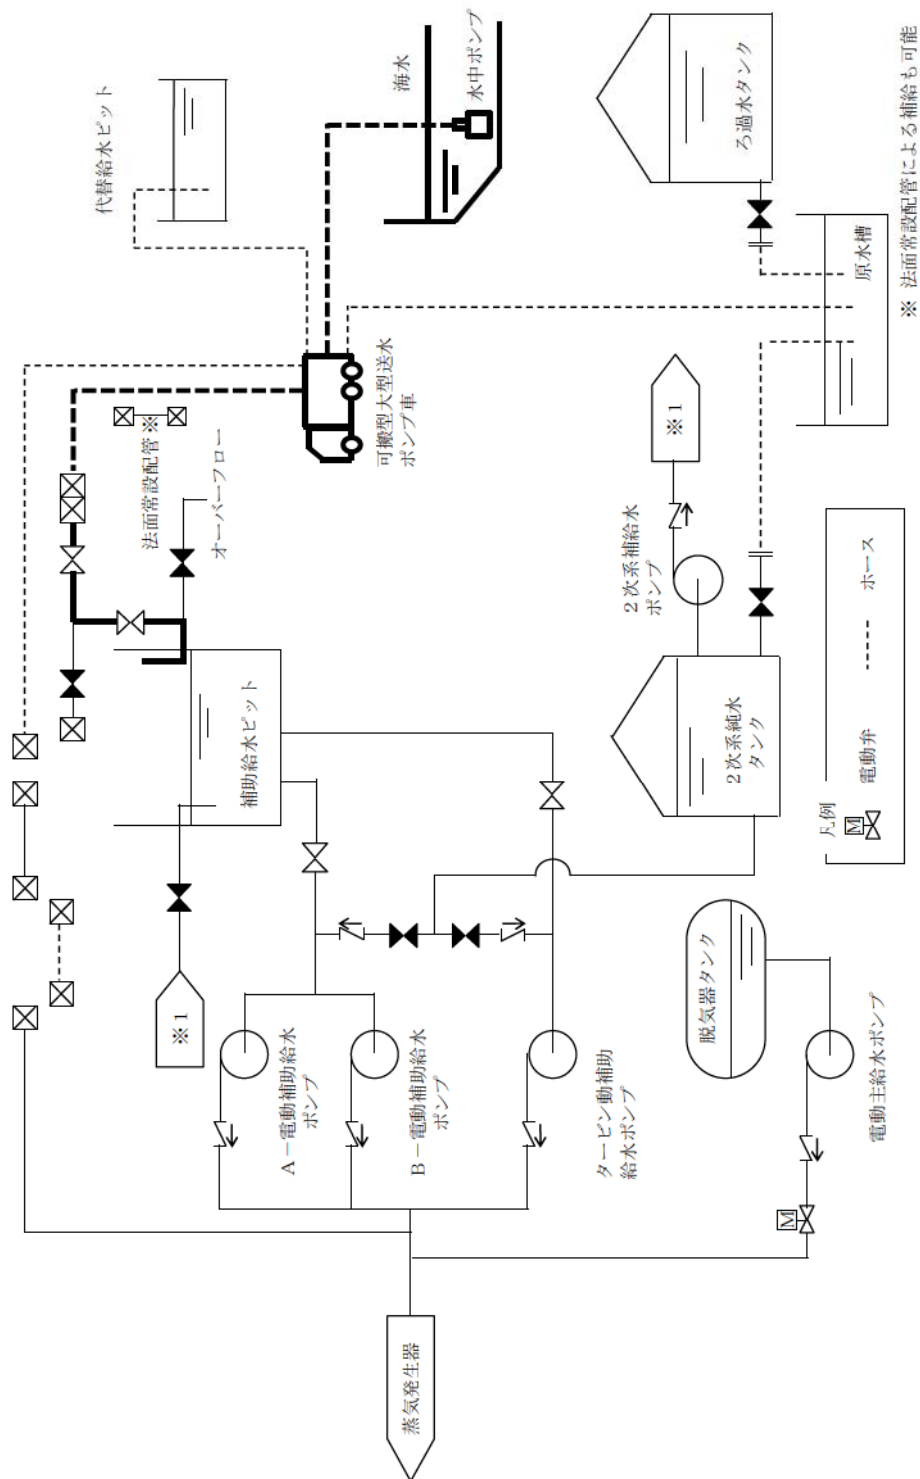 代替給水ピット
法面常設配管※
※1
オーバーフロー
補助給水ピット
A－電動補助給水
ポンプ
可搬型大型送水
ポンプ車
海水
蒸気発生器
B－電動補助給水
ポンプ
水中ポンプ
タービン動補助
給水ポンプ
2次系補給水
ポンプ
※1
脱気器タンク
2次系純水
タンク
ろ過水タンク
M
電動主給水ポンプ
凡例
M 電動弁 ホース
原水槽
※ 法面常設配管による補給も可能